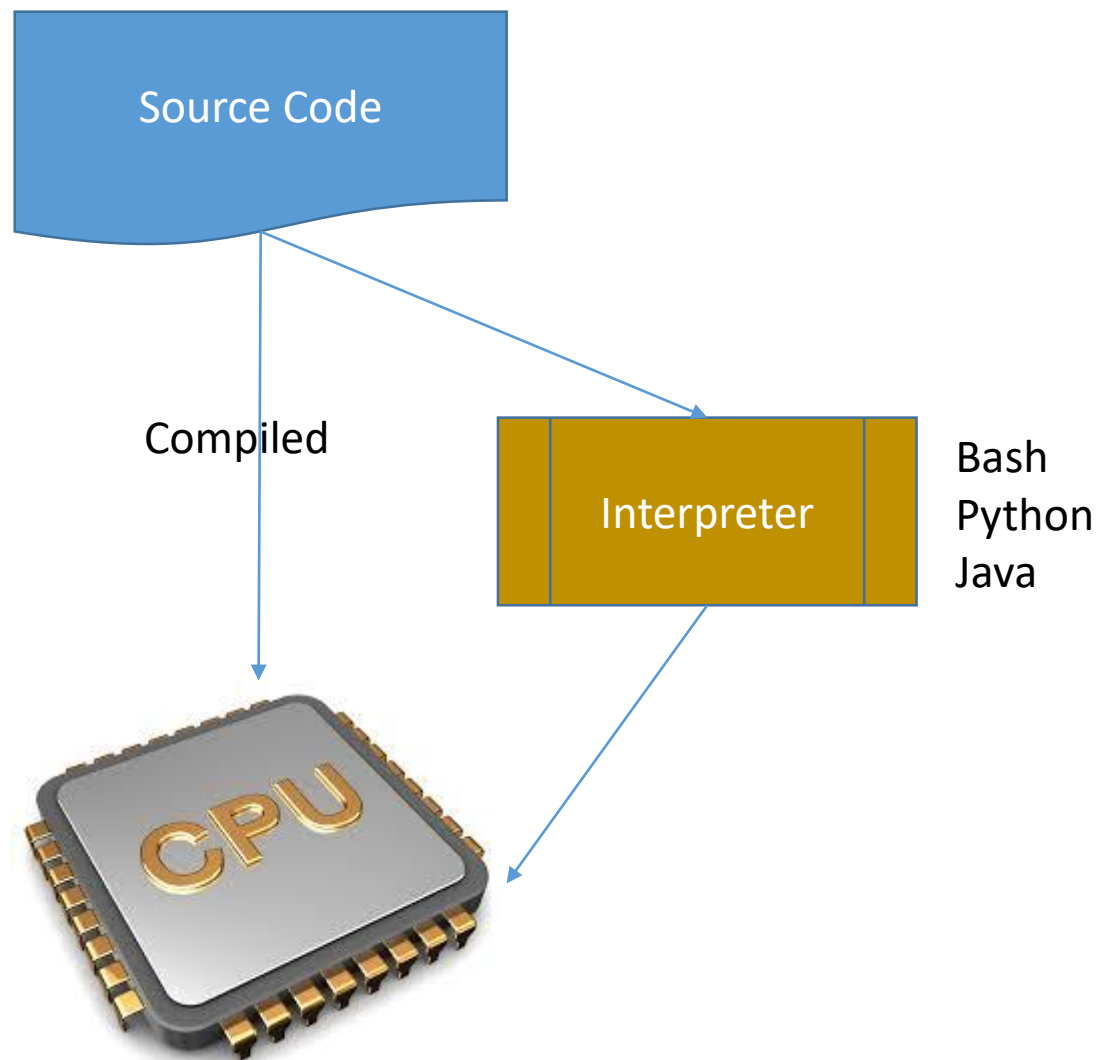 Source Code
Compiled
Interpreter
Bash
Python
Java
CPU